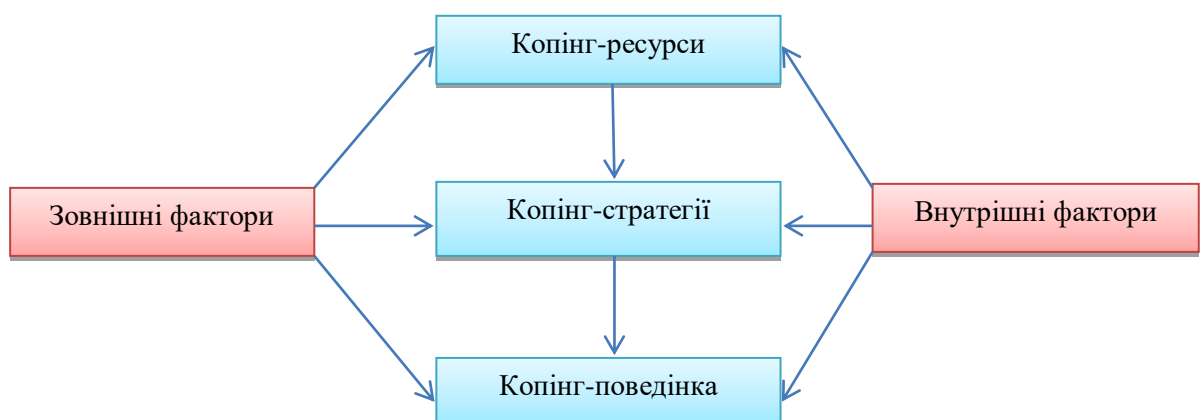 Копінг-ресурси
Зовнішні фактори
Копінг-стратегії
Внутрішні фактори
Копінг-поведінка